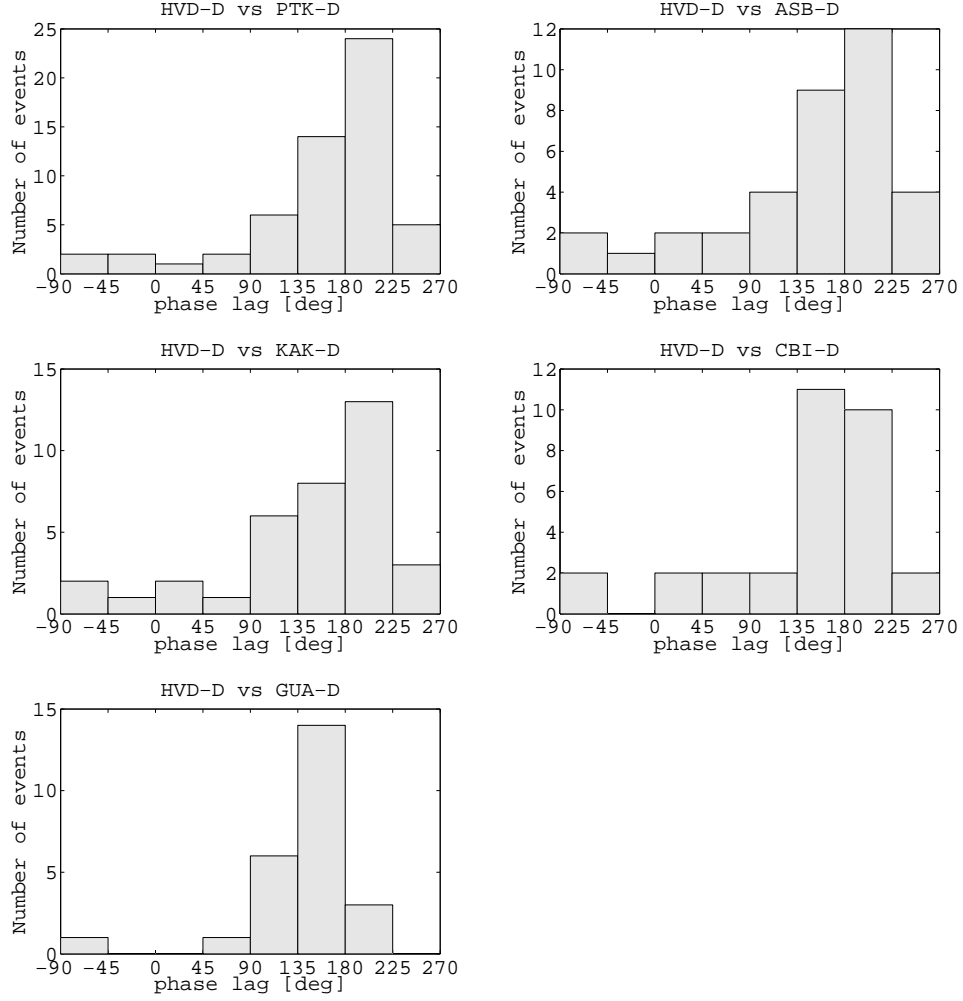 HVD-D vs PTK-D
25
20
15
10
5
0
Number of events
-90 -45 0 45 90 135 180 225 270
phase lag [deg]
HVD-D vs ASB-D
12
10
8
6
4
2
0
Number of events
-90 -45 0 45 90 135 180 225 270
phase lag [deg]
HVD-D vs KAK-D
15
10
5
0
Number of events
-90 -45 0 45 90 135 180 225 270
phase lag [deg]
HVD-D vs CBI-D
12
10
8
6
4
2
0
Number of events
-90 -45 0 45 90 135 180 225 270
phase lag [deg]
HVD-D vs GUA-D
15
10
5
0
Number of events
-90 -45 0 45 90 135 180 225 270
phase lag [deg]